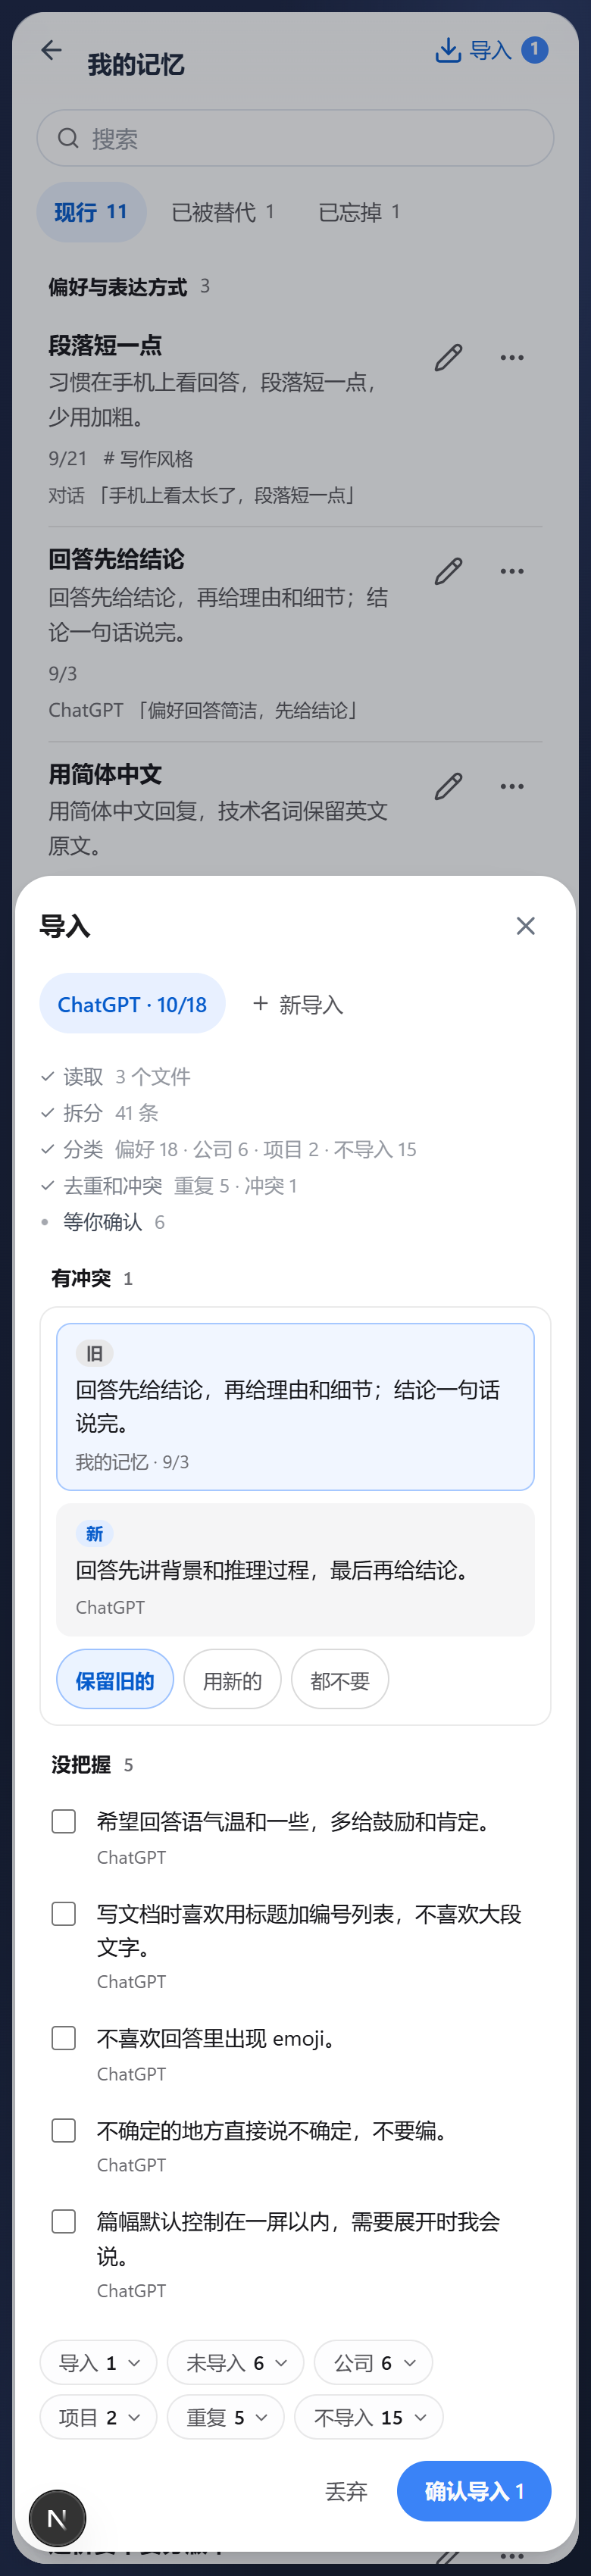 我的记忆
导入 1
搜索
现行 11 已被替代 1 已忘掉 1
偏好与表达方式 3
段落短一点
习惯在手机上看回答，段落短一点，
少用加粗。
9/21 # 写作风格
对话 「手机上看太长了，段落短一点」
回答先给结论
回答先给结论，再给理由和细节；结
论一句话说完。
9/3
ChatGPT 「偏好回答简洁，先给结论」
用简体中文
用简体中文回复，技术名词保留英文
原文。
导入
ChatGPT · 10/18 + 新导入
读取 3 个文件
拆分 41 条
分类 偏好 18 · 公司 6 · 项目 2 · 不导入 15
去重和冲突 重复 5 · 冲突 1
等你确认 6
有冲突 1
旧
回答先给结论，再给理由和细节；结论一句话
说完。
我的记忆 · 9/3
新
回答先讲背景和推理过程，最后再给结论。
ChatGPT
保留旧的 用新的 都不要
没把握 5
希望回答语气温和一些，多给鼓励和肯定。
ChatGPT
写文档时喜欢用标题加编号列表，不喜欢大段
文字。
ChatGPT
不喜欢回答里出现 emoji。
ChatGPT
不确定的地方直接说不确定，不要编。
ChatGPT
篇幅默认控制在一屏以内，需要展开时我会
说。
ChatGPT
导入 1 未导入 6 公司 6
项目 2 重复 5 不导入 15
丢弃 确认导入 1
N